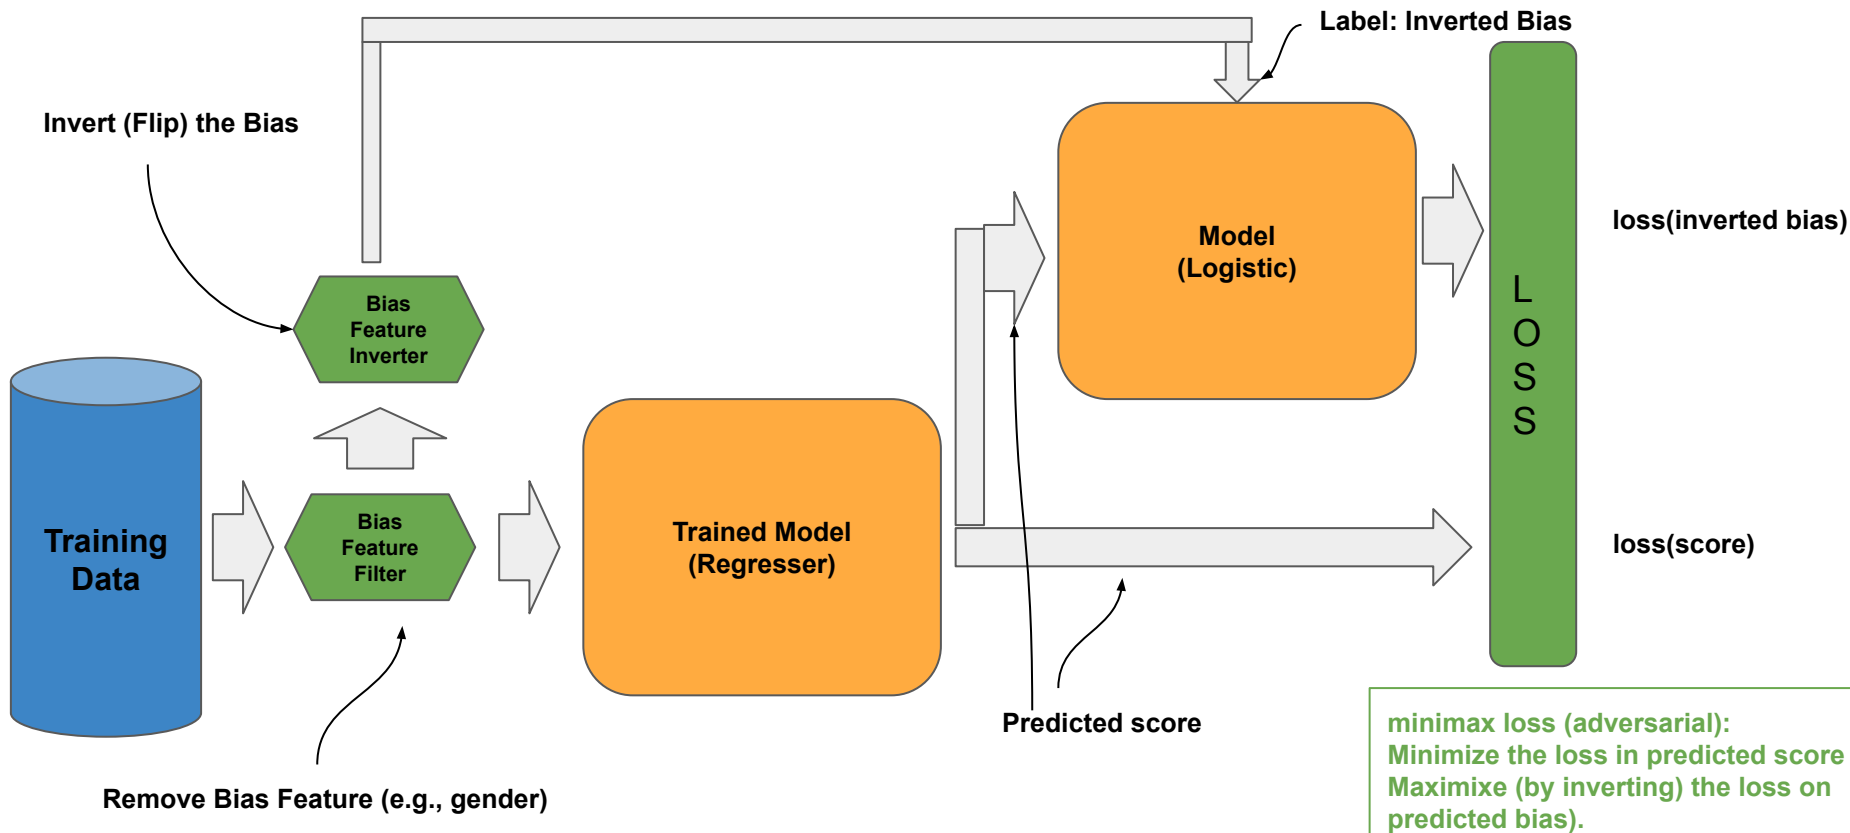 Label: Inverted Bias
Invert (Flip) the Bias
Model
(Logistic)
loss(inverted bias)
Bias
Feature
Inverter
L
O
S
S
Training
Data
Bias
Feature
Filter
Trained Model
(Regresser)
loss(score)
Predicted score
Remove Bias Feature (e.g., gender)
minimax loss (adversarial):
Minimize the loss in predicted score
Maximixe (by inverting) the loss on
predicted bias).